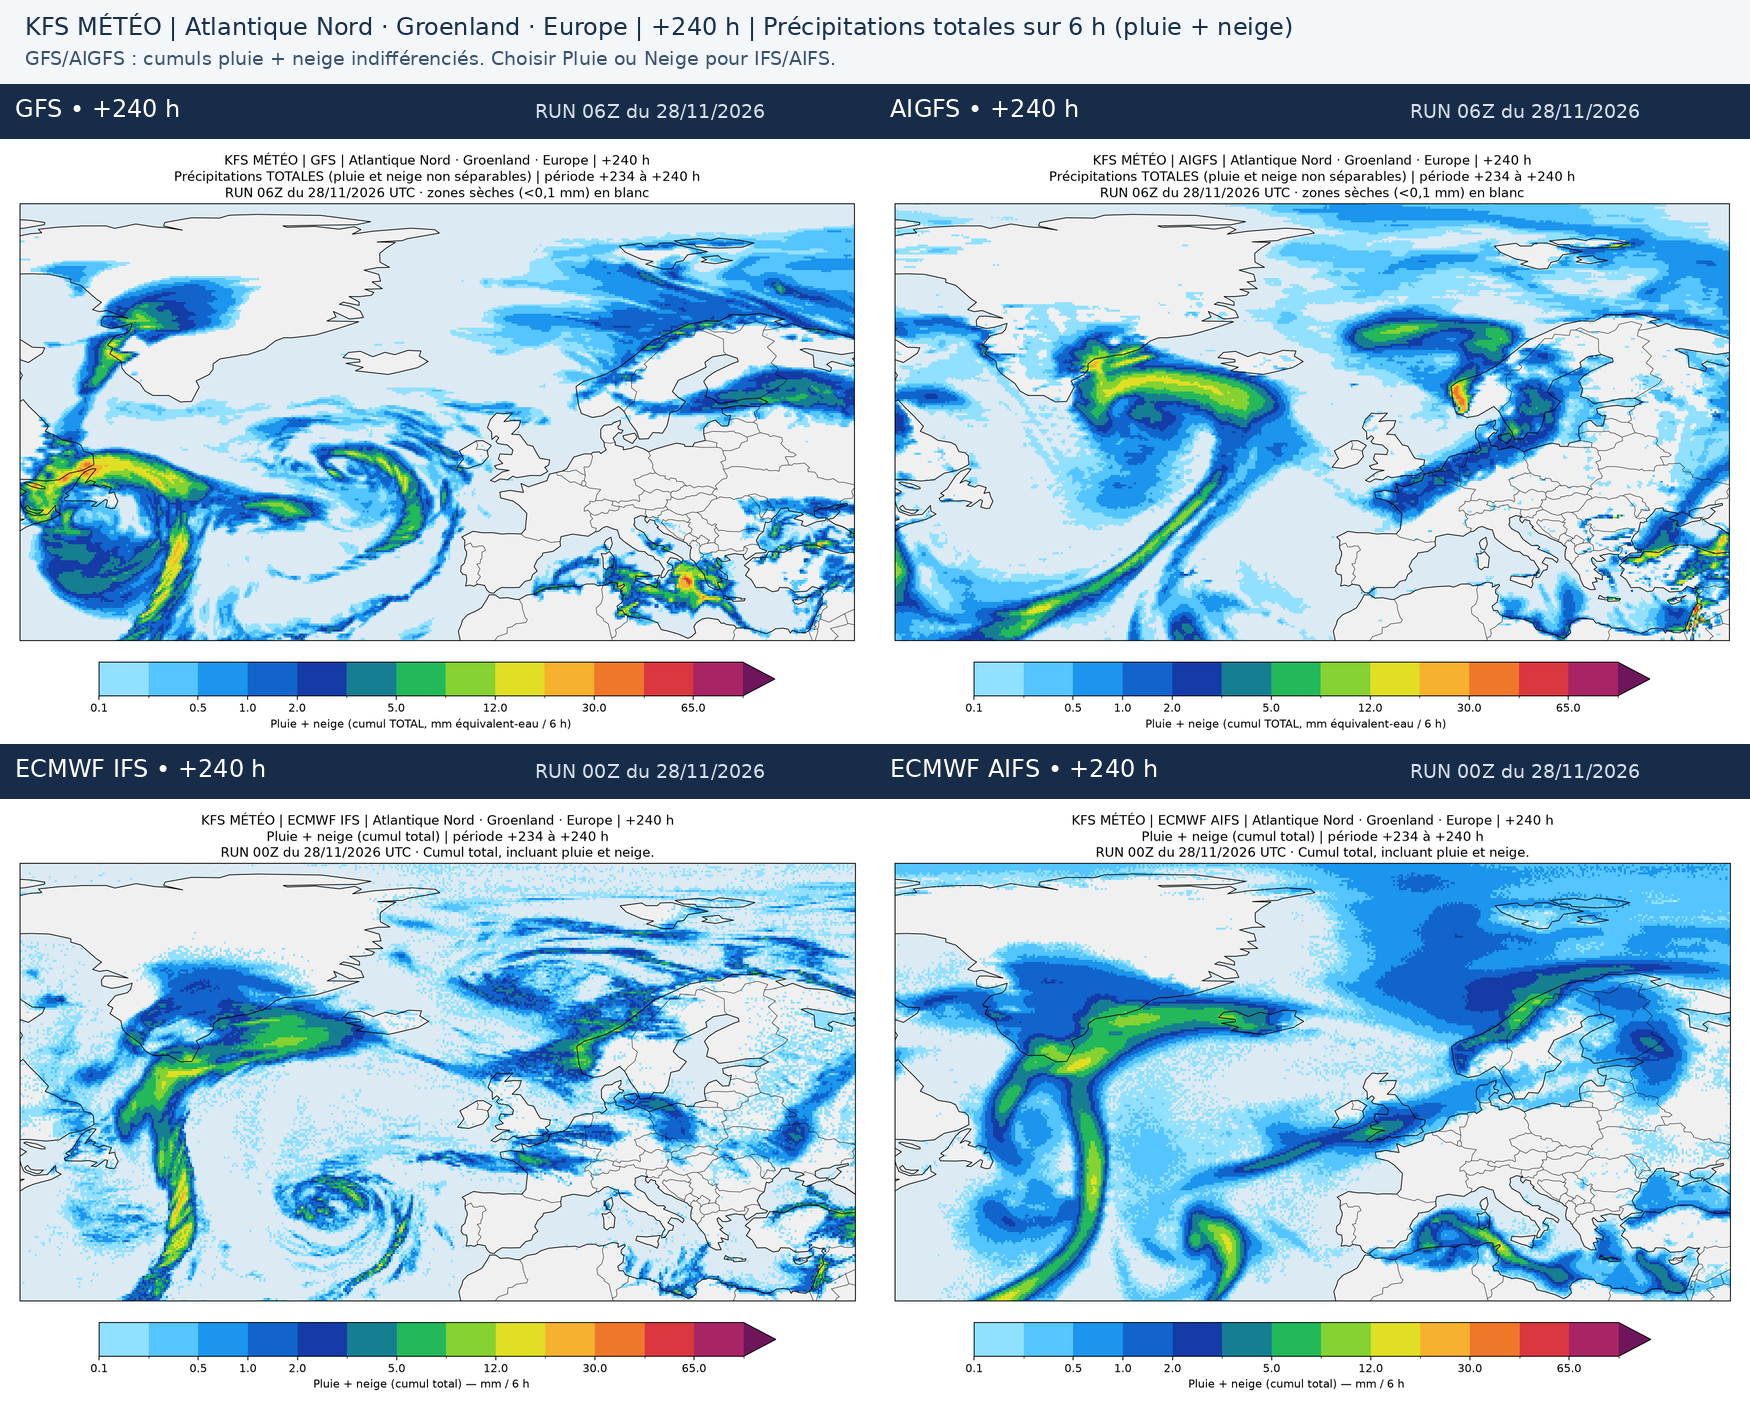 KFS MÉTÉO | Atlantique Nord · Groenland · Europe | +240 h | Précipitations totales sur 6 h (pluie + neige)
GFS/AIGFS : cumuls pluie + neige indifférenciés. Choisir Pluie ou Neige pour IFS/AIFS.
GFS • +240 h
RUN 06Z du 28/11/2026
AIGFS • +240 h
RUN 06Z du 28/11/2026
KFS MÉTÉO | GFS | Atlantique Nord · Groenland · Europe | +240 h
Précipitations TOTALES (pluie et neige non séparables) | période +234 à +240 h
RUN 06Z du 28/11/2026 UTC · zones sèches (<0,1 mm) en blanc
KFS MÉTÉO | AIGFS | Atlantique Nord · Groenland · Europe | +240 h
Précipitations TOTALES (pluie et neige non séparables) | période +234 à +240 h
RUN 06Z du 28/11/2026 UTC · zones sèches (<0,1 mm) en blanc
0.1 0.5 1.0 2.0 5.0 12.0 30.0 65.0
Pluie + neige (cumul TOTAL, mm équivalent-eau / 6 h)
0.1 0.5 1.0 2.0 5.0 12.0 30.0 65.0
Pluie + neige (cumul TOTAL, mm équivalent-eau / 6 h)
ECMWF IFS • +240 h
RUN 00Z du 28/11/2026
ECMWF AIFS • +240 h
RUN 00Z du 28/11/2026
KFS MÉTÉO | ECMWF IFS | Atlantique Nord · Groenland · Europe | +240 h
Pluie + neige (cumul total) | période +234 à +240 h
RUN 00Z du 28/11/2026 UTC · Cumul total, incluant pluie et neige.
KFS MÉTÉO | ECMWF AIFS | Atlantique Nord · Groenland · Europe | +240 h
Pluie + neige (cumul total) | période +234 à +240 h
RUN 00Z du 28/11/2026 UTC · Cumul total, incluant pluie et neige.
0.1 0.5 1.0 2.0 5.0 12.0 30.0 65.0
Pluie + neige (cumul total) — mm / 6 h
0.1 0.5 1.0 2.0 5.0 12.0 30.0 65.0
Pluie + neige (cumul total) — mm / 6 h